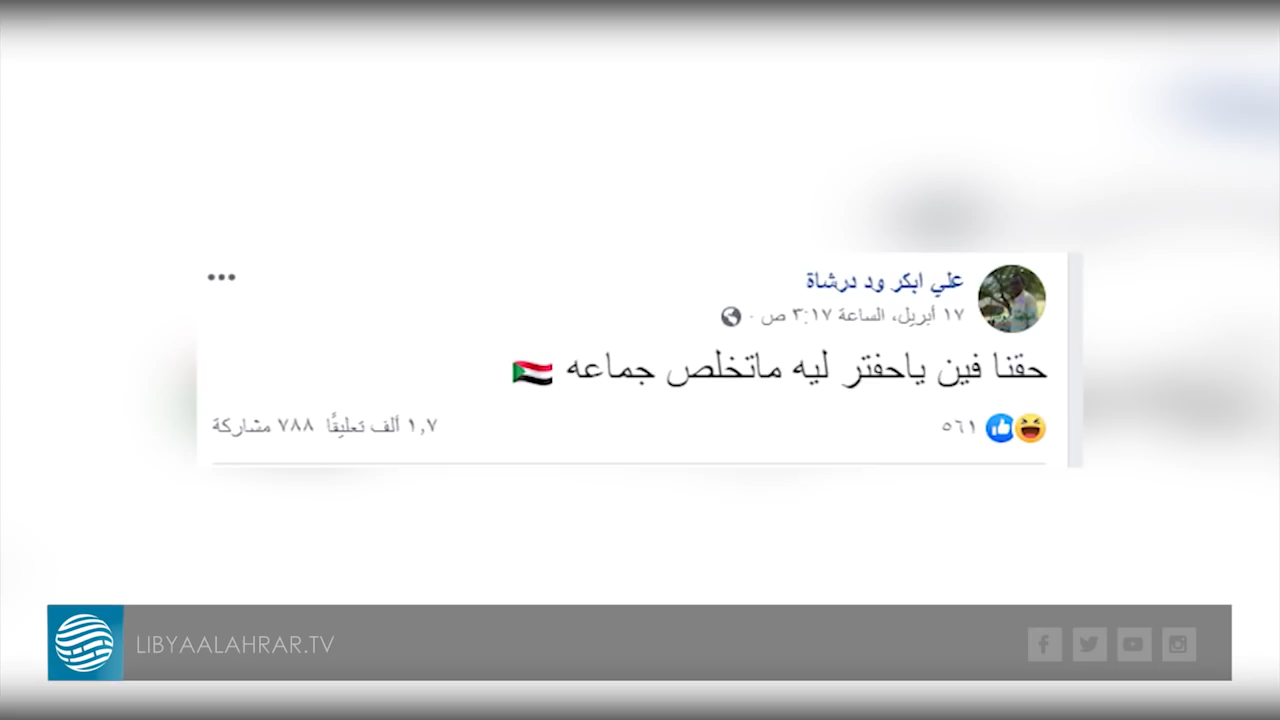 علي ابكر ود درشاة
١٧ أبريل، الساعة ٣:١٧ ص ·
حقنا فين ياحفتر ليه ماتخلص جماعه 🇸🇩
٥٦١
١,٧ ألف تعليقًا ٧٨٨ مشاركة
LIBYAALAHRAR.TV